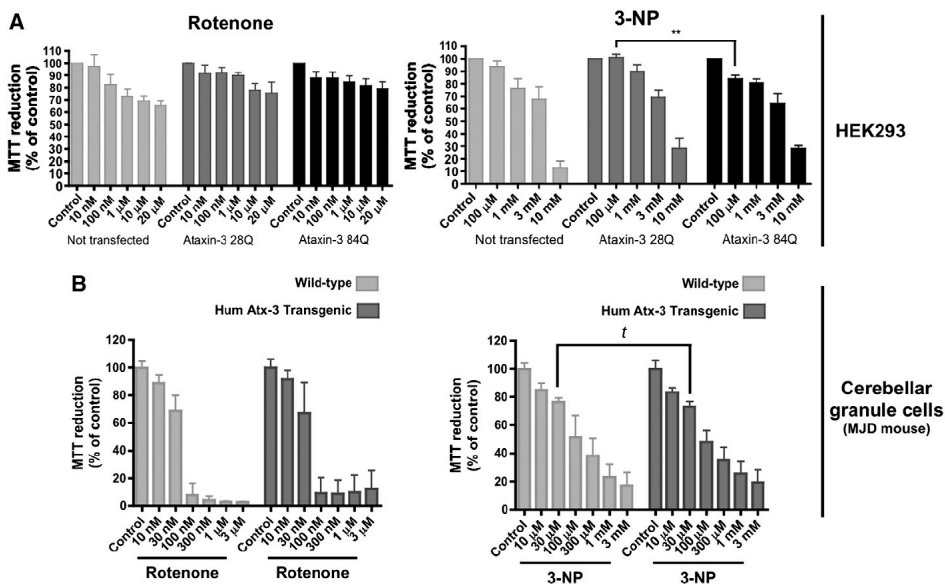 A
Rotenone
MTT reduction
(% of control)
110
100
90
80
70
60
50
40
30
20
10
0
Control
10 nM
100 nM
1 µM
10 µM
20 µM
Control
10 nM
100 nM
1 µM
10 µM
20 µM
Control
10 nM
100 nM
1 µM
10 µM
20 µM
Not transfected
Ataxin-3 28Q
Ataxin-3 84Q
3-NP
**
MTT reduction
(% of control)
110
100
90
80
70
60
50
40
30
20
10
0
Control
100 µM
1 mM
3 mM
10 mM
Control
100 µM
1 mM
3 mM
10 mM
Control
100 µM
1 mM
3 mM
10 mM
Not transfected
Ataxin-3 28Q
Ataxin-3 84Q
HEK293
B
Wild-type
Hum Atx-3 Transgenic
MTT reduction
(% of control)
120
100
80
60
40
20
0
Control
10 nM
30 nM
100 nM
300 nM
1 µM
3 µM
Control
10 nM
30 nM
100 nM
300 nM
1 µM
3 µM
Rotenone
Rotenone
Wild-type
Hum Atx-3 Transgenic
t
MTT reduction
(% of control)
120
100
80
60
40
20
0
Control
10 µM
30 µM
100 µM
300 µM
1 mM
3 mM
Control
10 µM
30 µM
100 µM
300 µM
1 mM
3 mM
3-NP
3-NP
Cerebellar
granule cells
(MJD mouse)